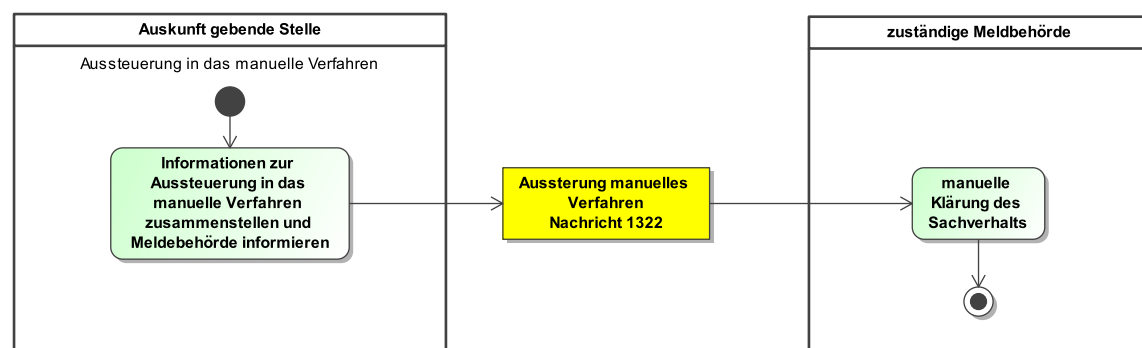 Auskunft gebende Stelle
zuständige Meldbehörde
Aussteuerung in das manuelle Verfahren
Informationen zur
Aussteuerung in das
manuelle Verfahren
zusammenstellen und
Meldebehörde informieren
Aussterung manuelles
Verfahren
Nachricht 1322
manuelle
Klärung des
Sachverhalts